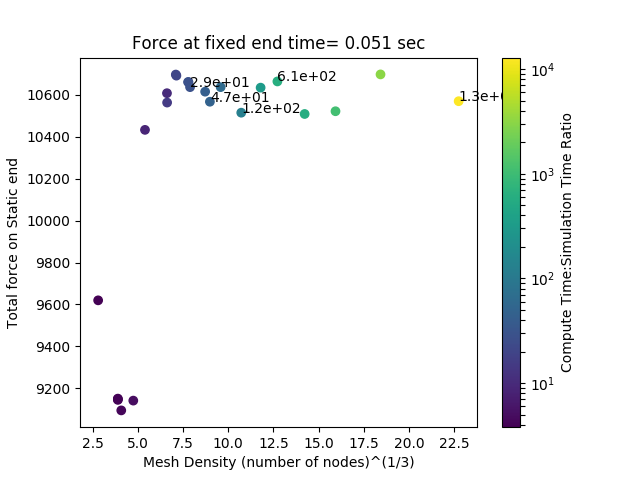 Force at fixed end time= 0.051 sec
Total force on Static end
10600
10400
10200
10000
9800
9600
9400
9200
2.9e+01
4.7e+01
1.2e+02
6.1e+02
1.3e+0
2.5
5.0
7.5
10.0
12.5
15.0
17.5
20.0
22.5
Mesh Density (number of nodes)^(1/3)
10^4
10^3
10^2
10^1
Compute Time:Simulation Time Ratio